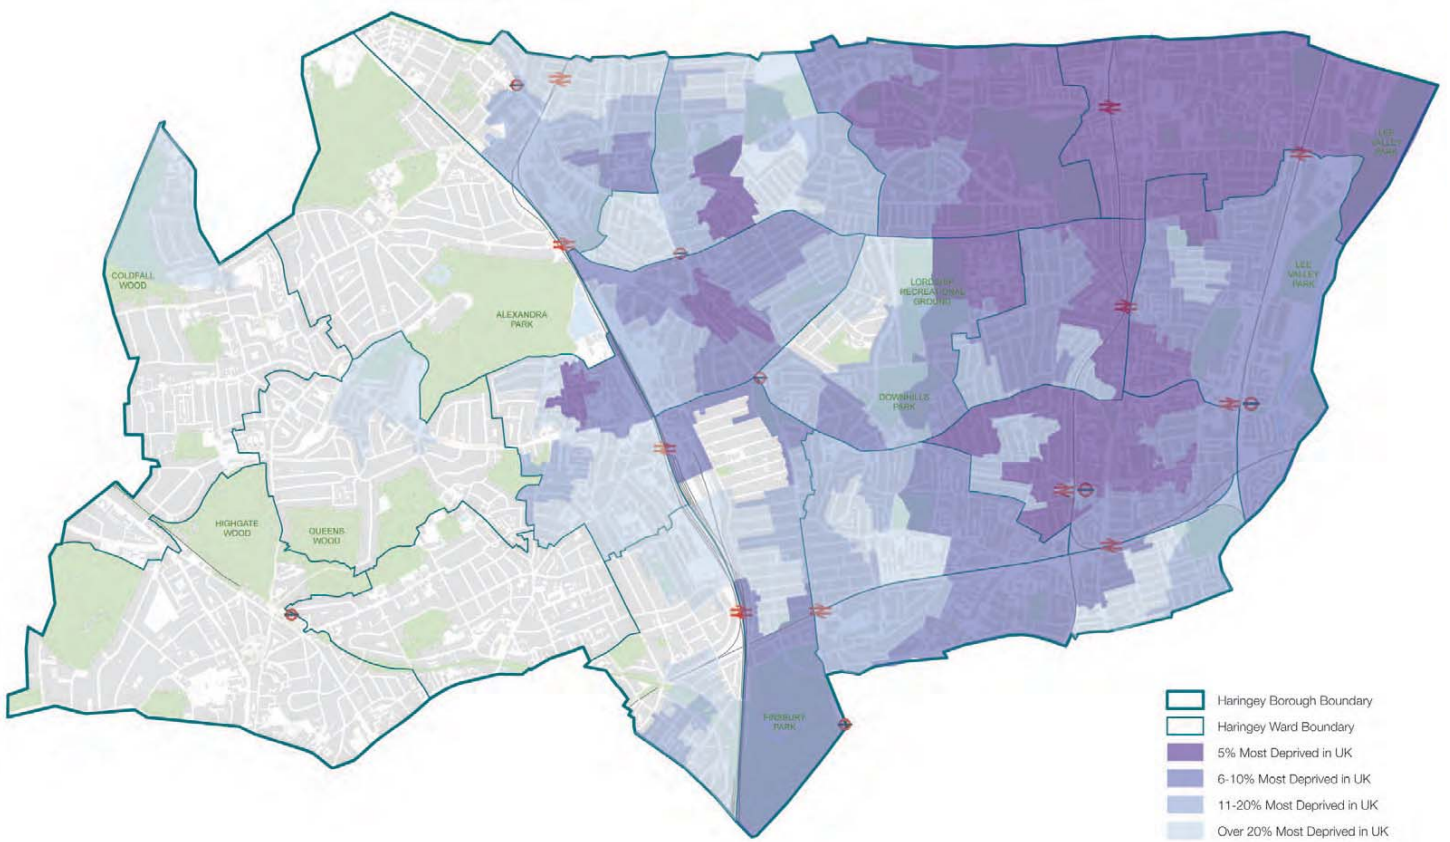 LEE
VALLEY
PARK
COLDFALL
WOOD
LEE
VALLEY
PARK
LORDSHIP
RECREATIONAL
GROUND
ALEXANDRA
PARK
DOWNHILLS
PARK
HIGHGATE
WOOD
QUEENS
WOOD
FINSBURY
PARK
Haringey Borough Boundary
Haringey Ward Boundary
5% Most Deprived in UK
6-10% Most Deprived in UK
11-20% Most Deprived in UK
Over 20% Most Deprived in UK